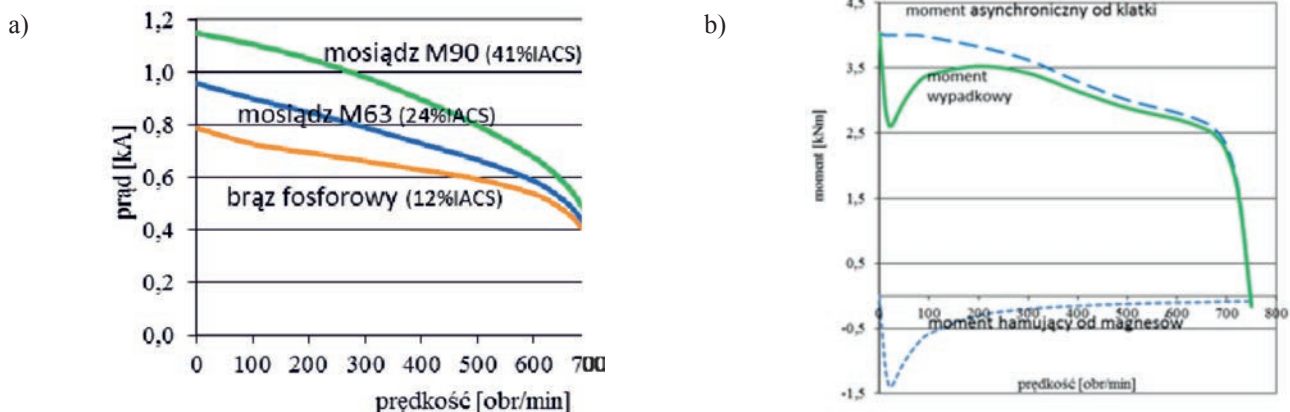 a)
1,2
1,0
0,8
0,6
0,4
0,2
0,0
prąd [kA]
mosiądz M90 (41%IACS)
mosiądz M63 (24%IACS)
brąz fosforowy (12%IACS)
0 100 200 300 400 500 600 700
prędkość [obr/min]
b)
4,5
3,5
2,5
1,5
0,5
-0,5
-1,5
moment [kNm]
moment asynchroniczny od klatki
moment
wypadkowy
0 100 200 300 400 500 600 700 800
moment hamujący od magnesów
prędkość [obr/min]